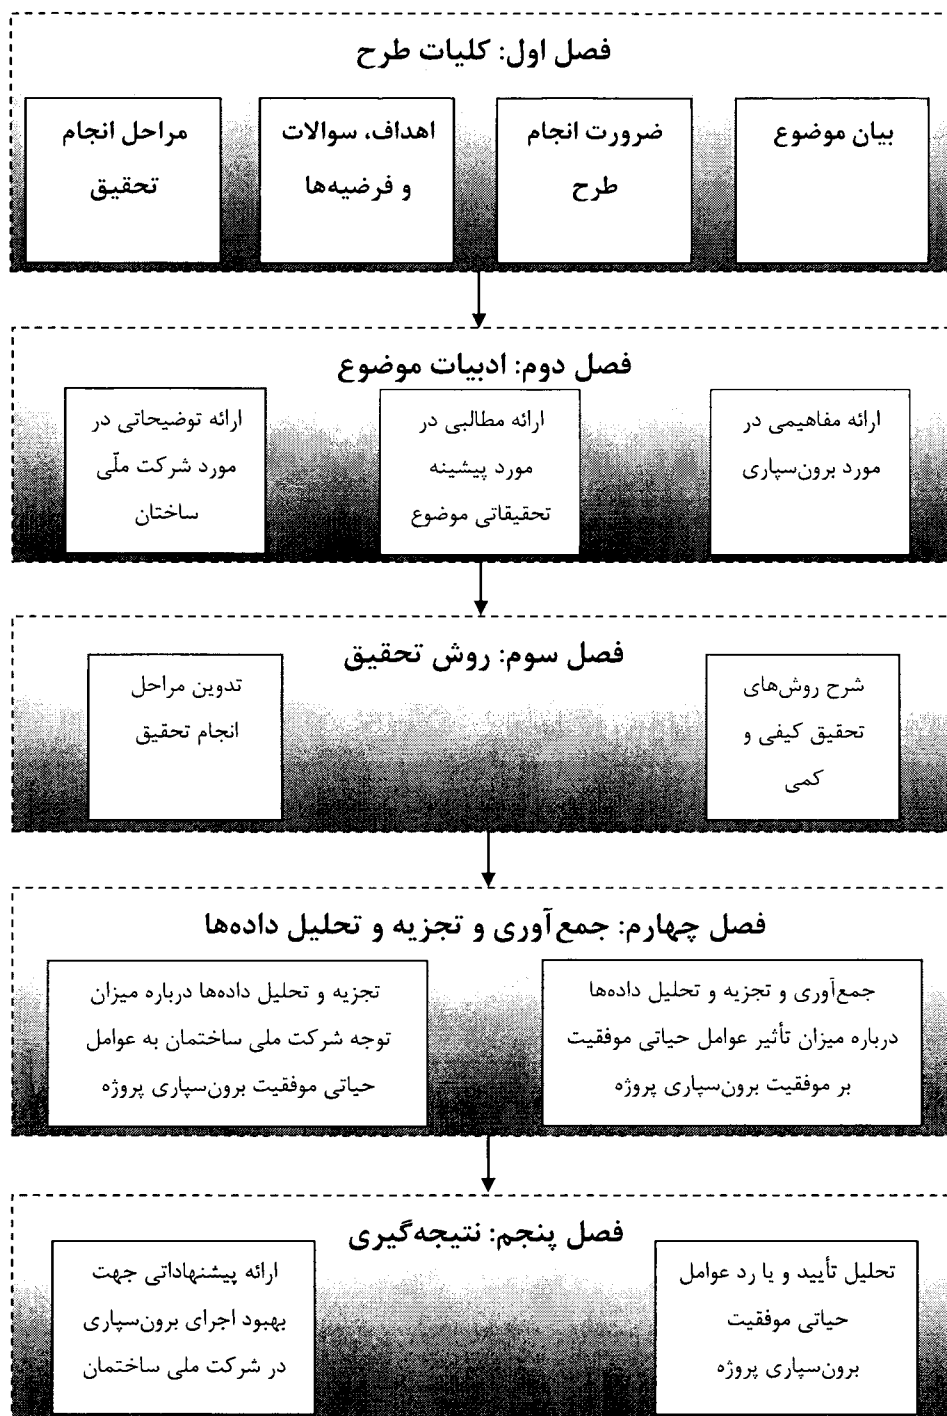 فصل اول: کلیات طرح
بیان موضوع
ضرورت انجام
طرح
اهداف، سوالات
و فرضیه‌ها
مراحل انجام
تحقیق
فصل دوم: ادبیات موضوع
ارائه مفاهیمی در
مورد برون‌سپاری
ارائه مطالبی در
مورد پیشینه
تحقیقاتی موضوع
ارائه توضیحاتی در
مورد شرکت ملّی
ساختان
فصل سوم: روش تحقیق
شرح روش‌های
تحقیق کیفی و
کمی
تدوین مراحل
انجام تحقیق
فصل چهارم: جمع‌آوری و تجزیه و تحلیل داده‌ها
جمع‌آوری و تجزیه و تحلیل داده‌ها
درباره میزان تأثیر عوامل حیاتی موفقیت
بر موفقیت برون‌سپاری پروژه
تجزیه و تحلیل داده‌ها درباره میزان
توجه شرکت ملی ساختمان به عوامل
حیاتی موفقیت برون‌سپاری پروژه
فصل پنجم: نتیجه‌گیری
تحلیل تأیید و یا رد عوامل
حیاتی موفقیت
برون‌سپاری پروژه
ارائه پیشنهاداتی جهت
بهبود اجرای برون‌سپاری
در شرکت ملی ساختمان